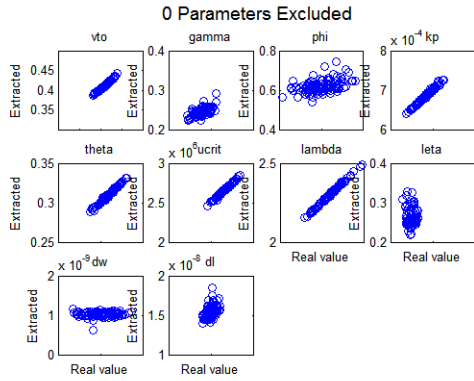 0 Parameters Excluded
vto
gamma
phi
x 10^-4 kp
Extracted
0.45
0.4
0.35
Extracted
0.4
0.3
0.2
Extracted
0.8
0.6
0.4
Extracted
8
7
6
theta
x 10^6 ucrit
lambda
leta
Extracted
0.35
0.3
0.25
Extracted
3
2.5
2
Extracted
2.5
2
Extracted
0.4
0.3
0.2
Real value
Real value
x 10^-9 dw
x 10^-8 dl
Extracted
2
1
0
Extracted
2
1.5
1
Real value
Real value